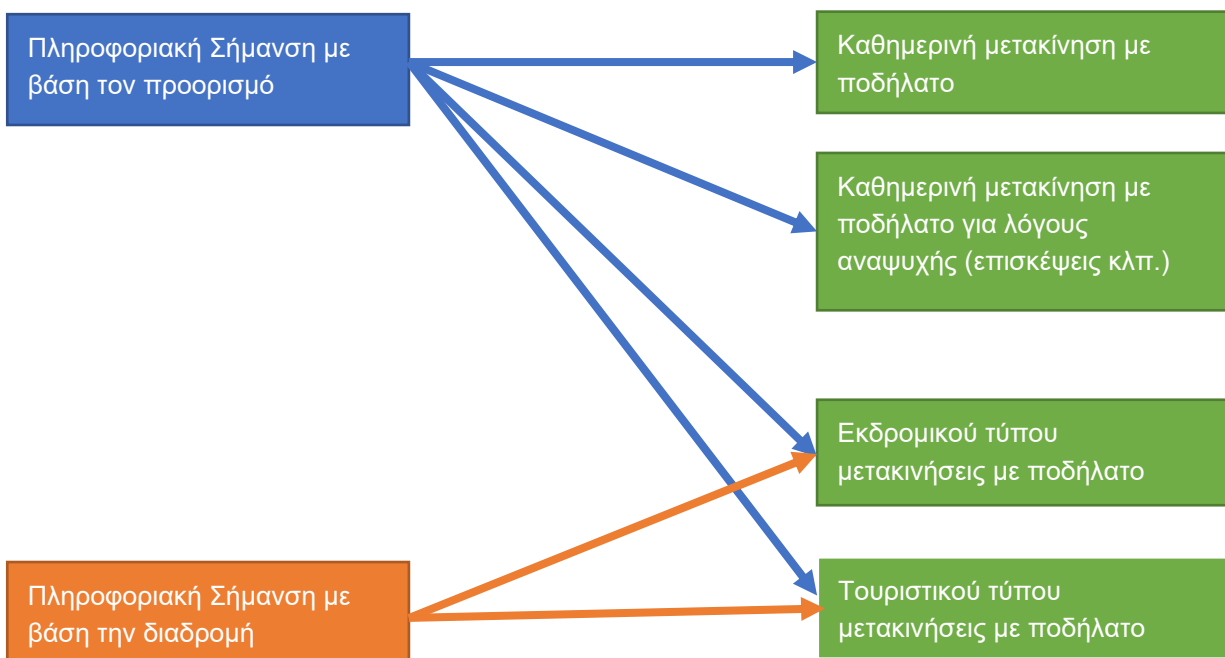 Πληροφοριακή Σήμανση με
βάση τον προορισμό
Καθημερινή μετακίνηση με
ποδήλατο
Καθημερινή μετακίνηση με
ποδήλατο για λόγους
αναψυχής (επισκέψεις κλπ.)
Εκδρομικού τύπου
μετακινήσεις με ποδήλατο
Πληροφοριακή Σήμανση με
βάση την διαδρομή
Τουριστικού τύπου
μετακινήσεις με ποδήλατο